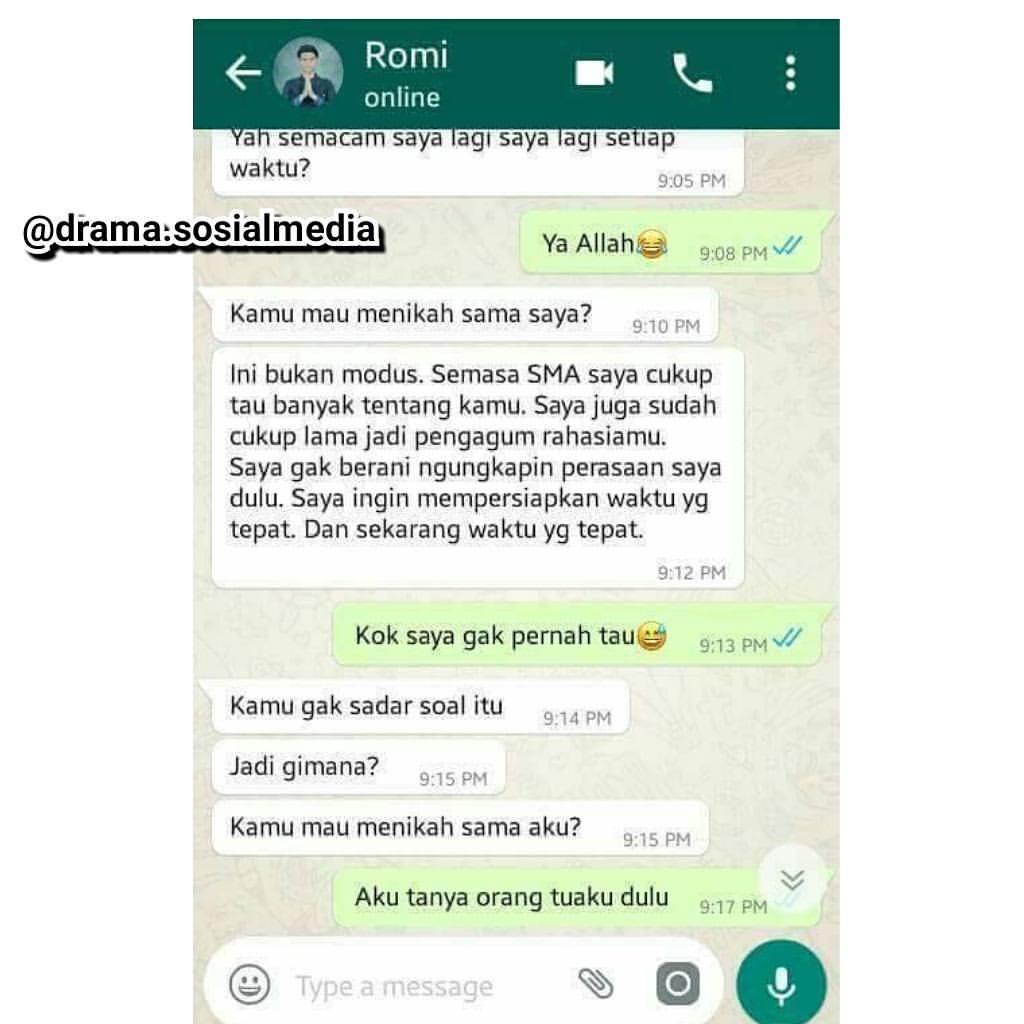 Romi
online
Yah semacam saya lagi saya lagi setiap
waktu?
9:05 PM
@drama.sosialmedia
Ya Allah😂
9:08 PM
Kamu mau menikah sama saya?
9:10 PM
Ini bukan modus. Semasa SMA saya cukup
tau banyak tentang kamu. Saya juga sudah
cukup lama jadi pengagum rahasiamu.
Saya gak berani ngungkapin perasaan saya
dulu. Saya ingin mempersiapkan waktu yg
tepat. Dan sekarang waktu yg tepat.
9:12 PM
Kok saya gak pernah tau😅
9:13 PM
Kamu gak sadar soal itu
9:14 PM
Jadi gimana?
9:15 PM
Kamu mau menikah sama aku?
9:15 PM
Aku tanya orang tuaku dulu
9:17 PM
Type a message